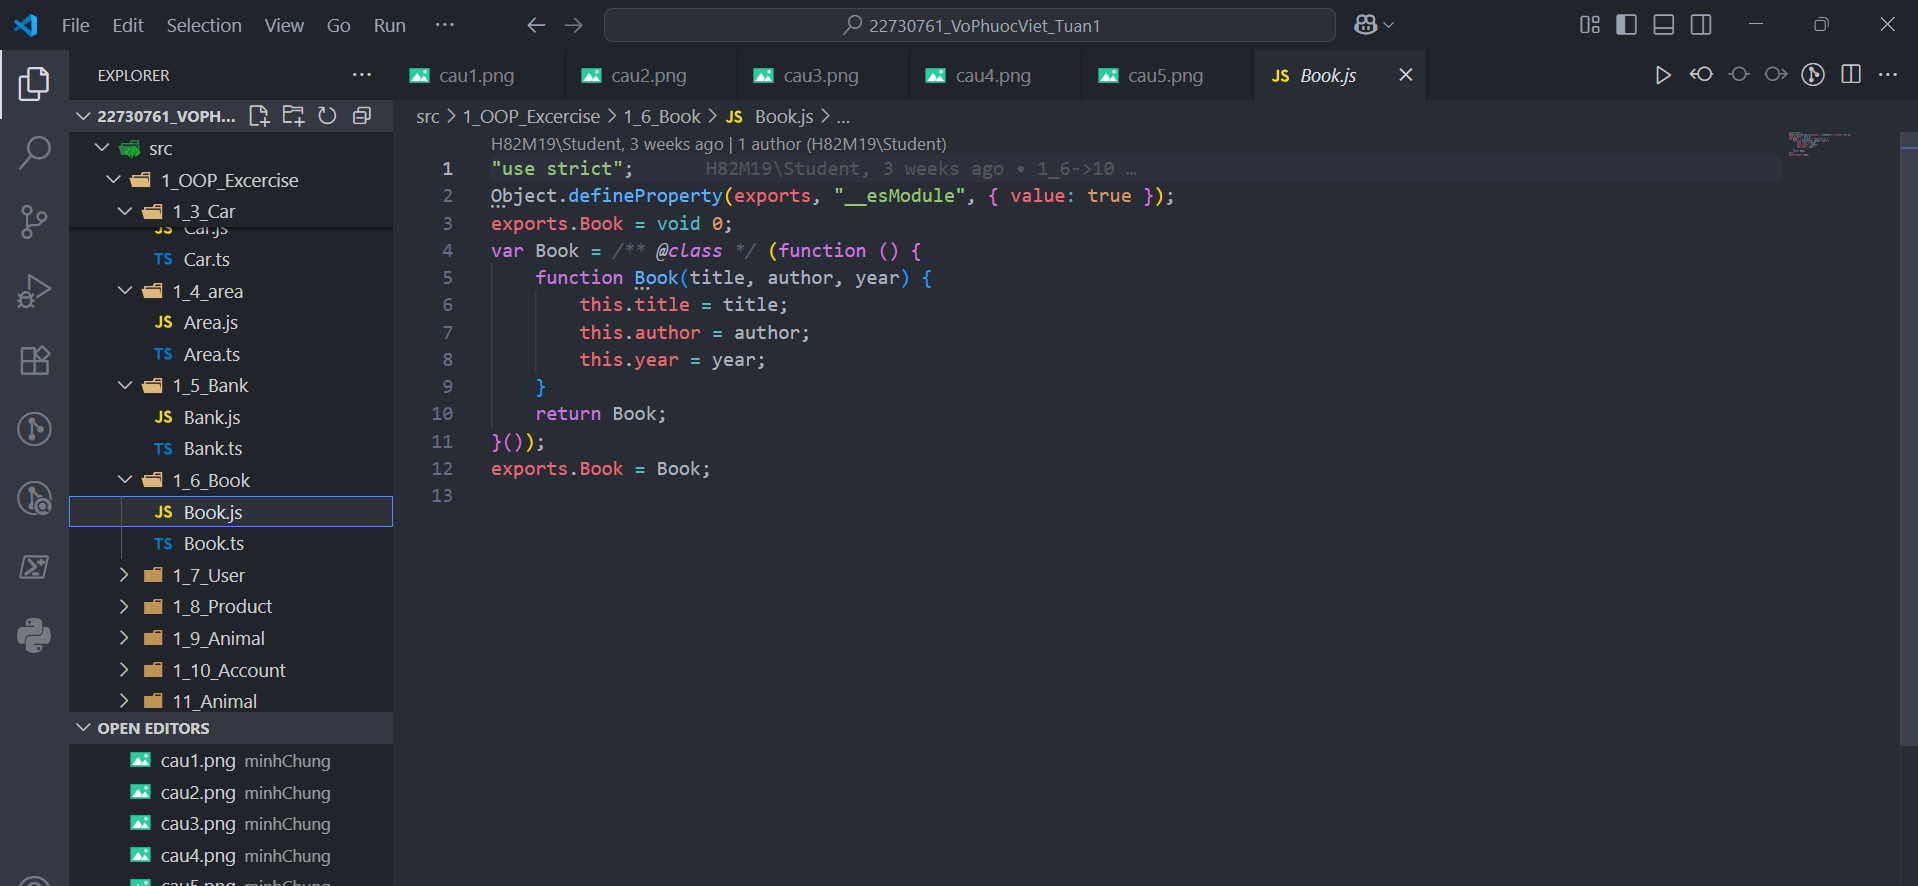 File Edit Selection View Go Run ...
22730761_VoPhuocViet_Tuan1
EXPLORER ...
22730761_VOPH...
src
1_OOP_Excercise
1_3_Car
Car.js
TS Car.ts
1_4_area
JS Area.js
TS Area.ts
1_5_Bank
JS Bank.js
TS Bank.ts
1_6_Book
JS Book.js
TS Book.ts
1_7_User
1_8_Product
1_9_Animal
1_10_Account
11_Animal
OPEN EDITORS
cau1.png minhChung
cau2.png minhChung
cau3.png minhChung
cau4.png minhChung
cau5.png minhChung
cau1.png cau2.png cau3.png cau4.png cau5.png JS Book.js
src > 1_OOP_Excercise > 1_6_Book > JS Book.js > ...
H82M19\Student, 3 weeks ago | 1 author (H82M19\Student)
1 "use strict"; H82M19\Student, 3 weeks ago • 1_6->10 …
2 Object.defineProperty(exports, "__esModule", { value: true });
3 exports.Book = void 0;
4 var Book = /** @class */ (function () {
5 function Book(title, author, year) {
6 this.title = title;
7 this.author = author;
8 this.year = year;
9 }
10 return Book;
11 }());
12 exports.Book = Book;
13